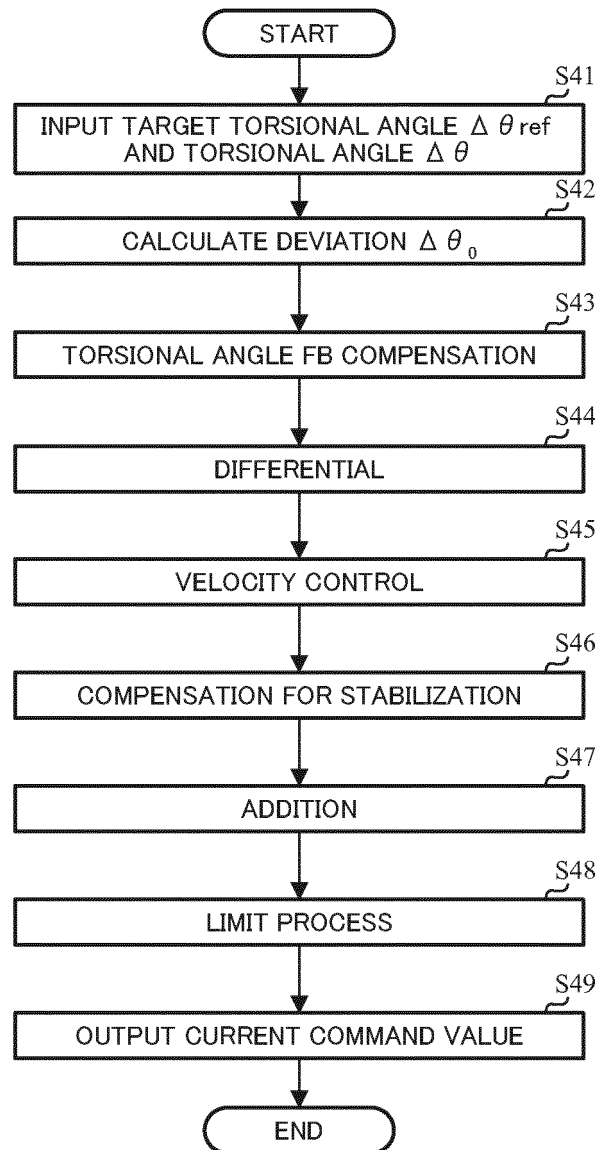 START
S41
INPUT TARGET TORSIONAL ANGLE Δ θ ref
AND TORSIONAL ANGLE Δ θ
S42
CALCULATE DEVIATION Δ θ₀
S43
TORSIONAL ANGLE FB COMPENSATION
S44
DIFFERENTIAL
S45
VELOCITY CONTROL
S46
COMPENSATION FOR STABILIZATION
S47
ADDITION
S48
LIMIT PROCESS
S49
OUTPUT CURRENT COMMAND VALUE
END